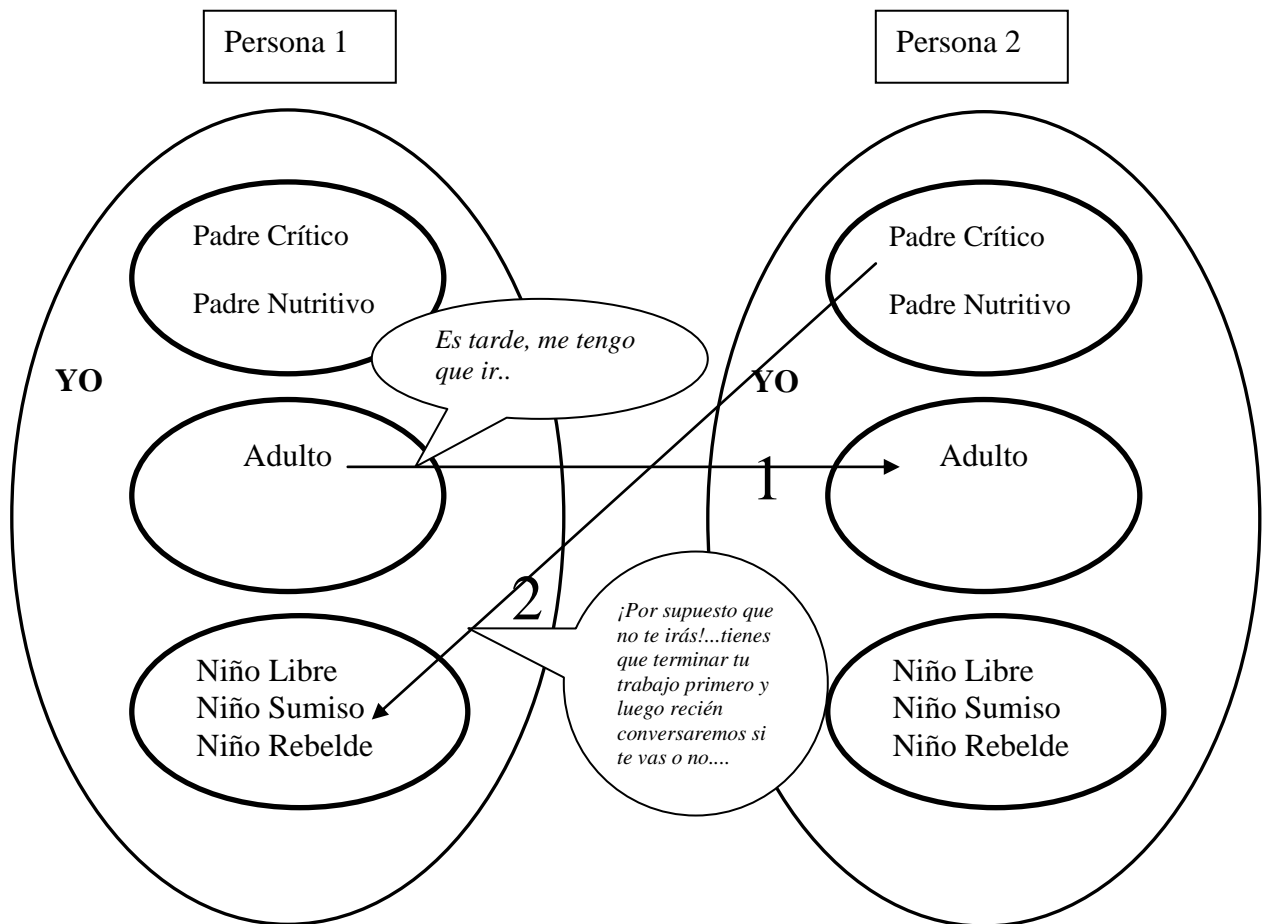 Persona 1
Persona 2
Padre Crítico
Padre Nutritivo
Padre Crítico
Padre Nutritivo
Es tarde, me tengo
que ir..
YO
YO
Adulto
Adulto
1
2
¡Por supuesto que
no te irás!...tienes
que terminar tu
trabajo primero y
luego recién
conversaremos si
te vas o no....
Niño Libre
Niño Sumiso
Niño Rebelde
Niño Libre
Niño Sumiso
Niño Rebelde